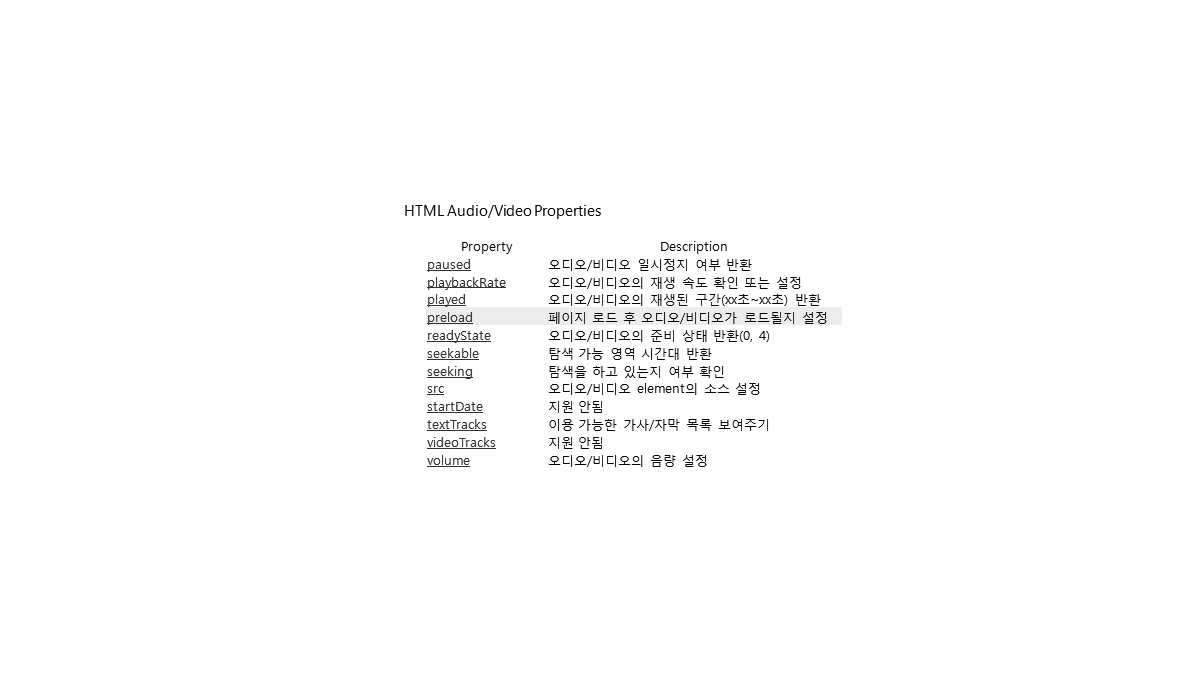 HTML Audio/Video Properties
Property Description
paused 오디오/비디오 일시정지 여부 반환
playbackRate 오디오/비디오의 재생 속도 확인 또는 설정
played 오디오/비디오의 재생된 구간(xx초~xx초) 반환
preload 페이지 로드 후 오디오/비디오가 로드될지 설정
readyState 오디오/비디오의 준비 상태 반환(0, 4)
seekable 탐색 가능 영역 시간대 반환
seeking 탐색을 하고 있는지 여부 확인
src 오디오/비디오 element의 소스 설정
startDate 지원 안됨
textTracks 이용 가능한 가사/자막 목록 보여주기
videoTracks 지원 안됨
volume 오디오/비디오의 음량 설정